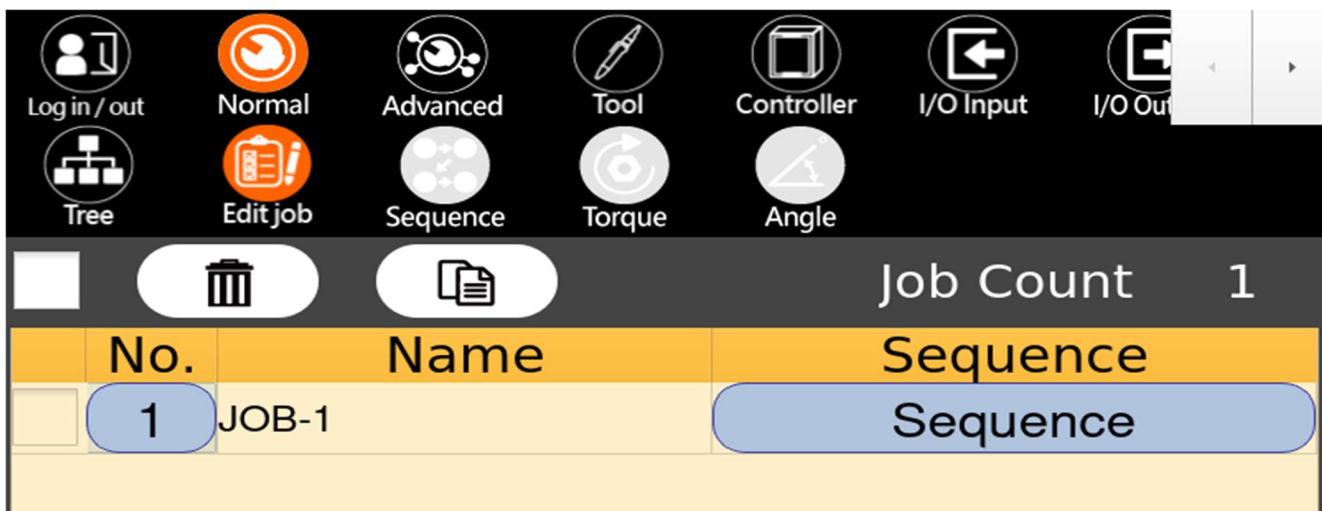 Log in / out Normal Advanced Tool Controller I/O Input I/O Out
Tree Edit job Sequence Torque Angle
Job Count 1
No. Name Sequence
1 JOB-1 Sequence